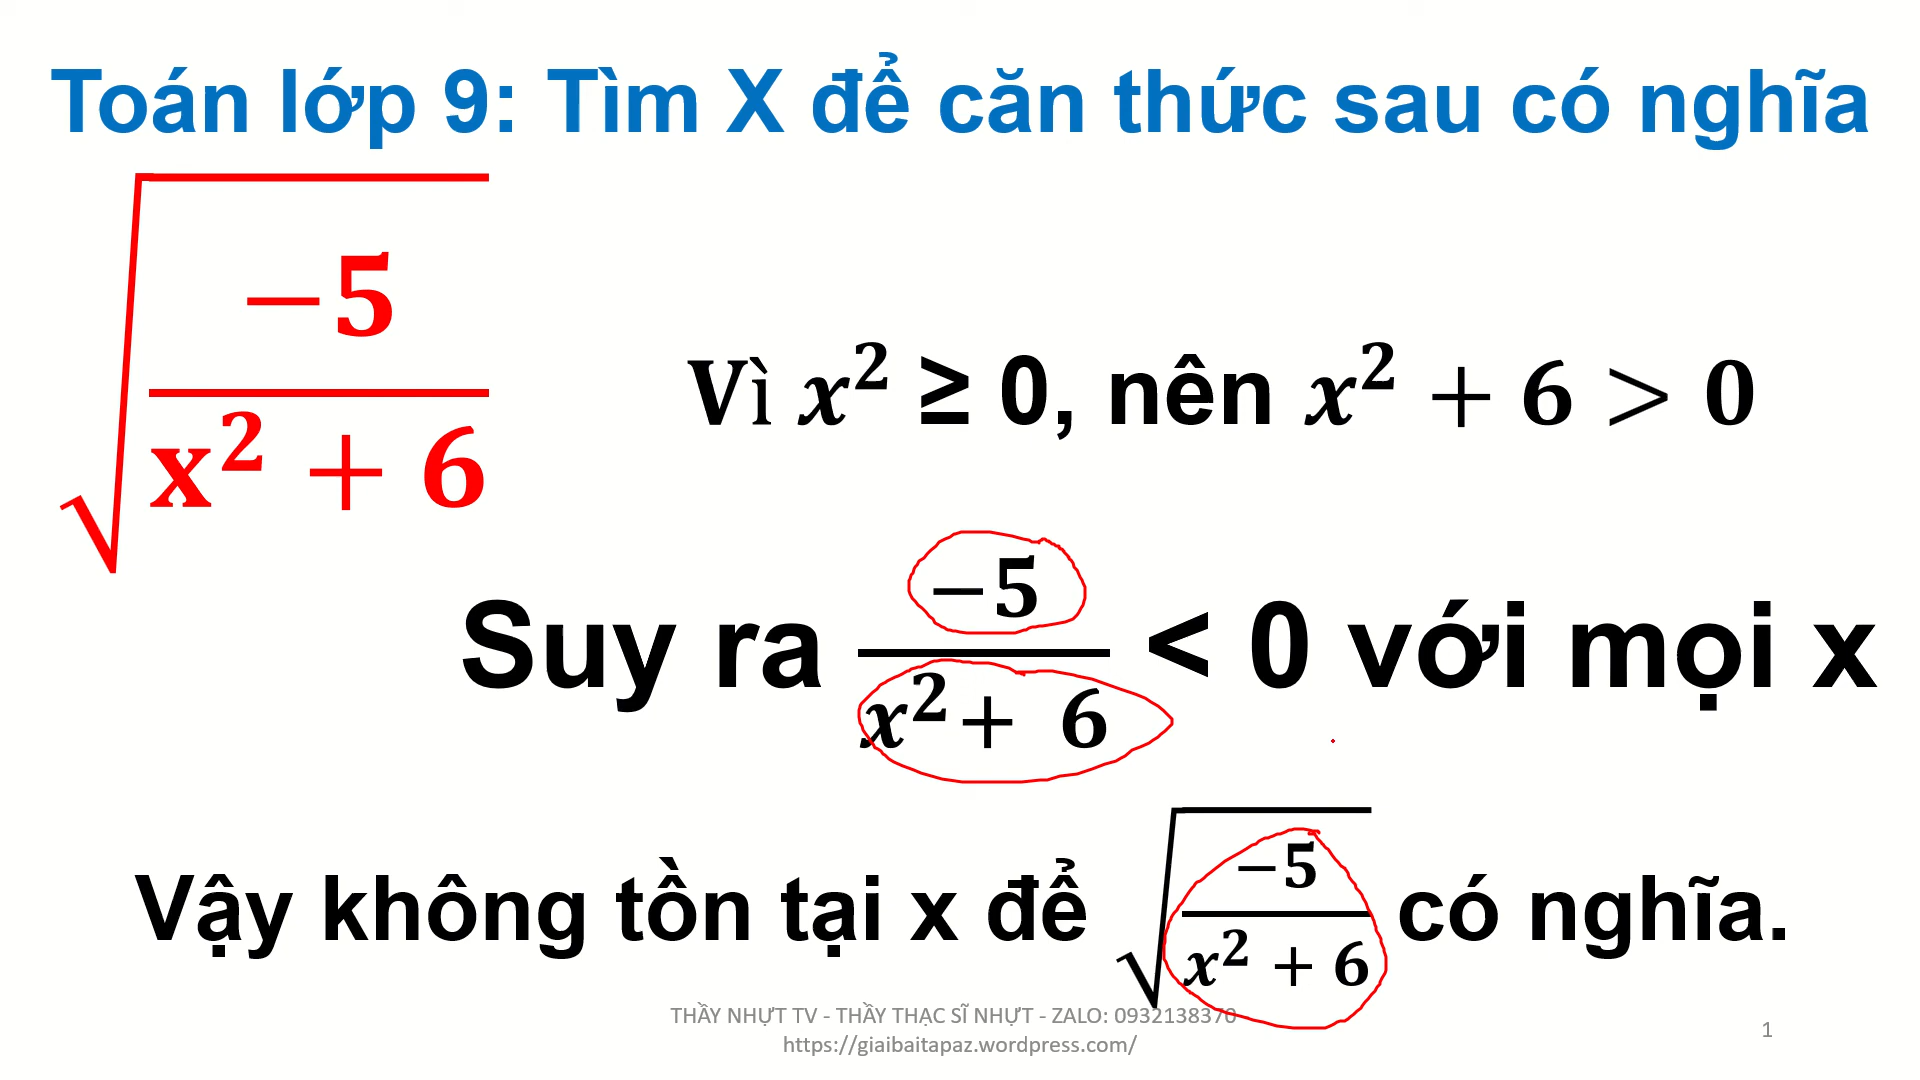 Toán lớp 9: Tìm X để căn thức sau có nghĩa
√(−5 / (x² + 6))
Vì x² ≥ 0, nên x² + 6 > 0
Suy ra −5 / (x² + 6) < 0 với mọi x
Vậy không tồn tại x để √(−5 / (x² + 6)) có nghĩa.
THẦY NHỰT TV - THẦY THẠC SĨ NHỰT - ZALO: 0932138370 -
https://giaibaitapaz.wordpress.com/
1